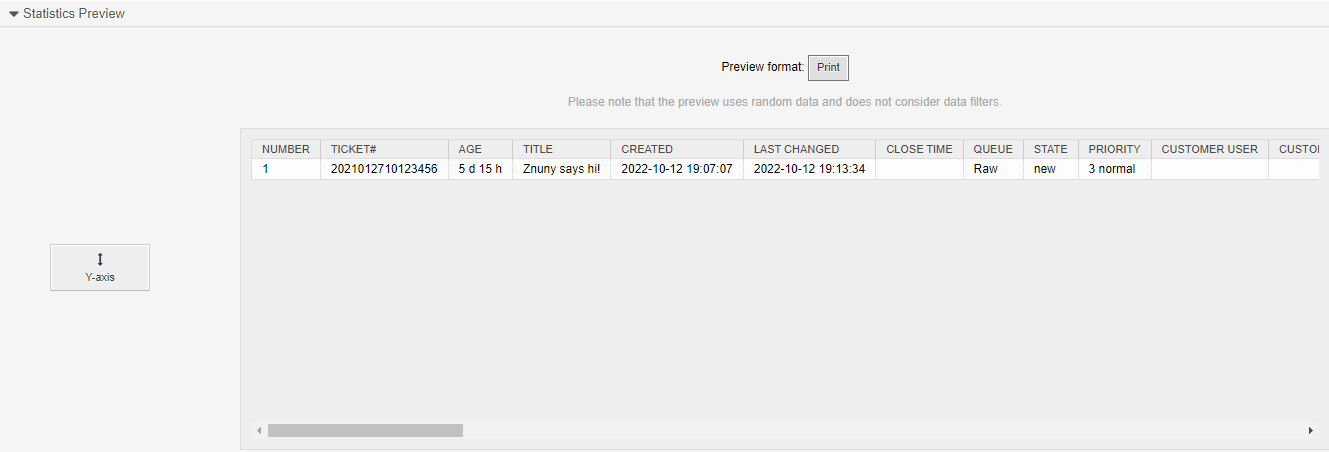 Statistics Preview
Preview format: Print
Please note that the preview uses random data and does not consider data filters.
NUMBER TICKET# AGE TITLE CREATED LAST CHANGED CLOSE TIME QUEUE STATE PRIORITY CUSTOMER USER CUSTO
1 2021012710123456 5 d 15 h Znuny says hi! 2022-10-12 19:07:07 2022-10-12 19:13:34 Raw new 3 normal
Y-axis